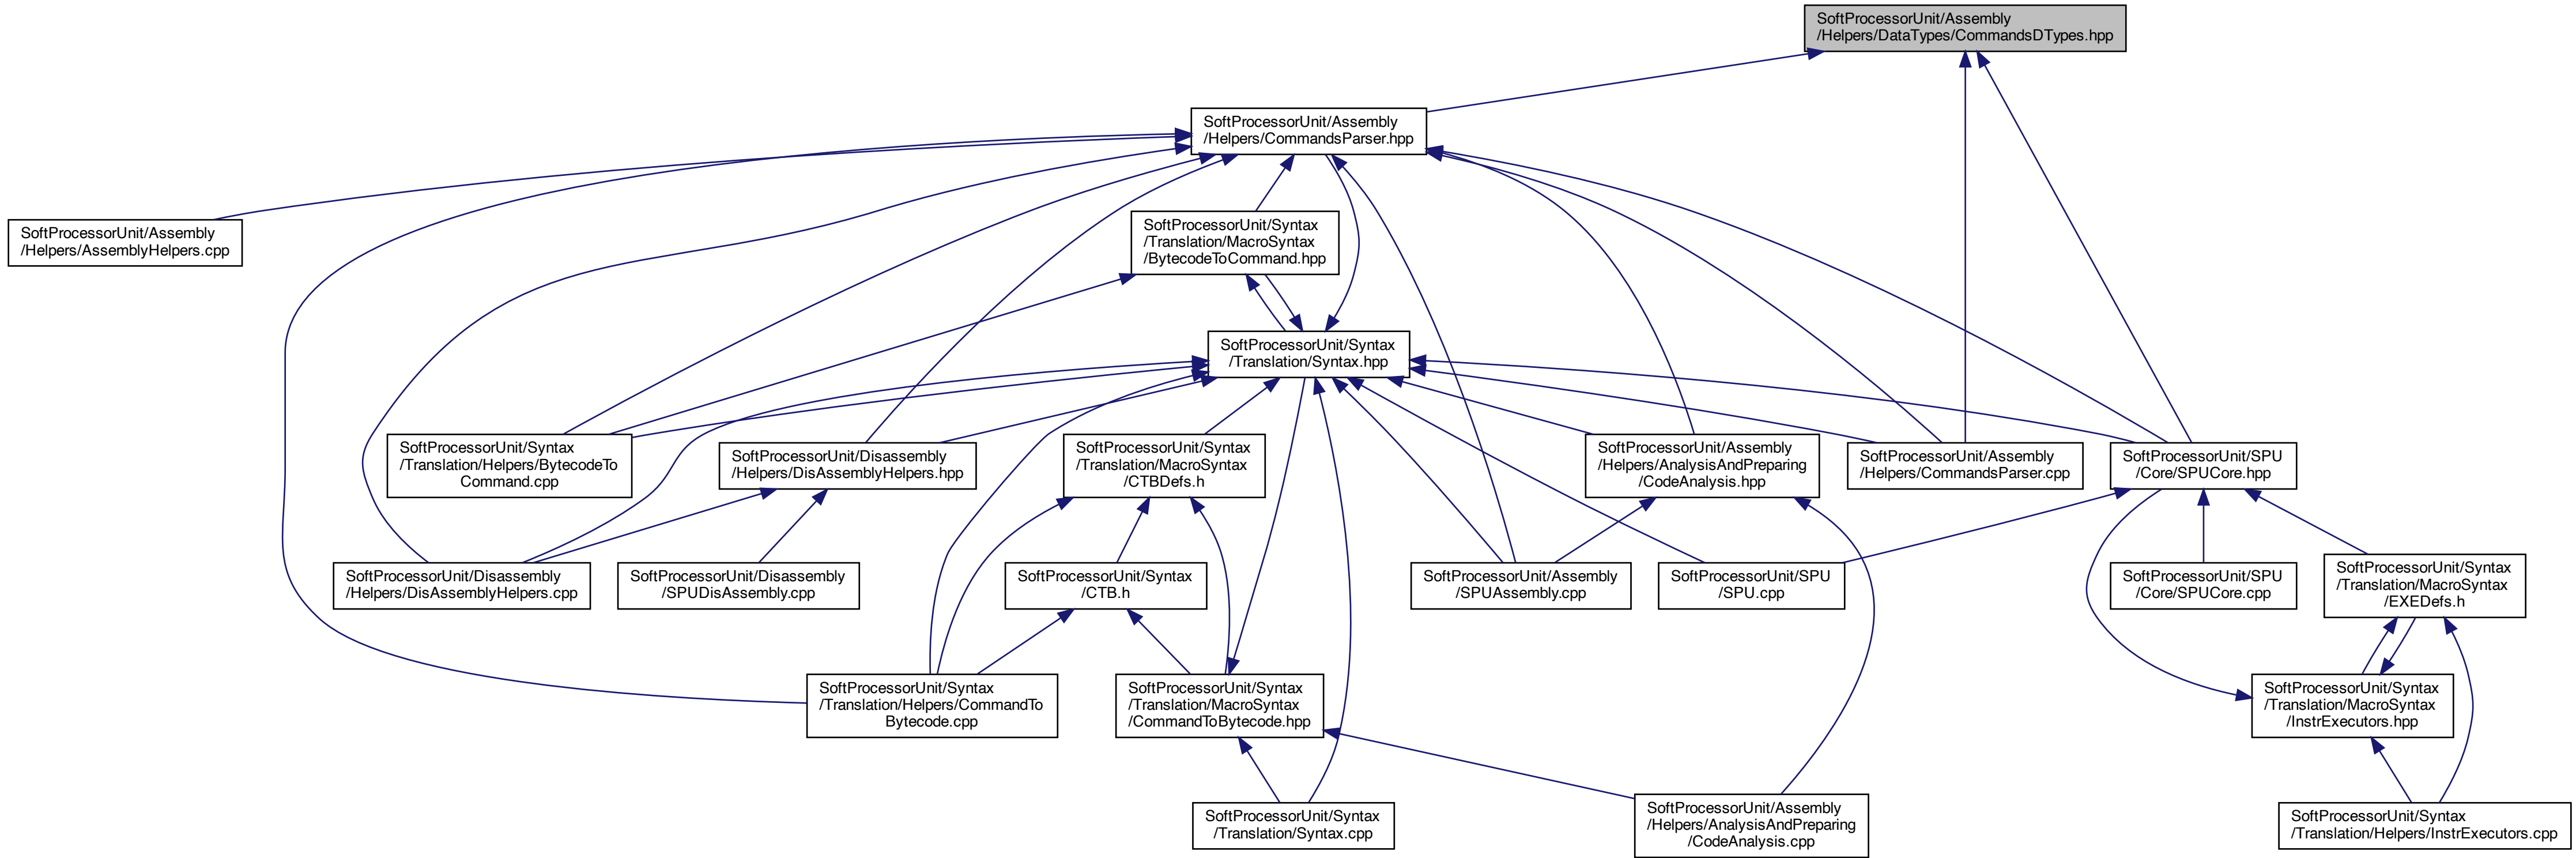 SoftProcessorUnit/Assembly
/Helpers/DataTypes/CommandsDTypes.hpp
SoftProcessorUnit/Assembly
/Helpers/CommandsParser.hpp
SoftProcessorUnit/Assembly
/Helpers/AssemblyHelpers.cpp
SoftProcessorUnit/Syntax
/Translation/MacroSyntax
/BytecodeToCommand.hpp
SoftProcessorUnit/Syntax
/Translation/Syntax.hpp
SoftProcessorUnit/Syntax
/Translation/Helpers/BytecodeTo
Command.cpp
SoftProcessorUnit/Disassembly
/Helpers/DisAssemblyHelpers.hpp
SoftProcessorUnit/Syntax
/Translation/MacroSyntax
/CTBDefs.h
SoftProcessorUnit/Assembly
/Helpers/AnalysisAndPreparing
/CodeAnalysis.hpp
SoftProcessorUnit/Assembly
/Helpers/CommandsParser.cpp
SoftProcessorUnit/SPU
/Core/SPUCore.hpp
SoftProcessorUnit/Disassembly
/Helpers/DisAssemblyHelpers.cpp
SoftProcessorUnit/Disassembly
/SPUDisAssembly.cpp
SoftProcessorUnit/Syntax
/CTB.h
SoftProcessorUnit/Assembly
/SPUAssembly.cpp
SoftProcessorUnit/SPU
/SPU.cpp
SoftProcessorUnit/SPU
/Core/SPUCore.cpp
SoftProcessorUnit/Syntax
/Translation/MacroSyntax
/EXEDefs.h
SoftProcessorUnit/Syntax
/Translation/Helpers/CommandTo
Bytecode.cpp
SoftProcessorUnit/Syntax
/Translation/MacroSyntax
/CommandToBytecode.hpp
SoftProcessorUnit/Syntax
/Translation/MacroSyntax
/InstrExecutors.hpp
SoftProcessorUnit/Syntax
/Translation/Syntax.cpp
SoftProcessorUnit/Assembly
/Helpers/AnalysisAndPreparing
/CodeAnalysis.cpp
SoftProcessorUnit/Syntax
/Translation/Helpers/InstrExecutors.cpp